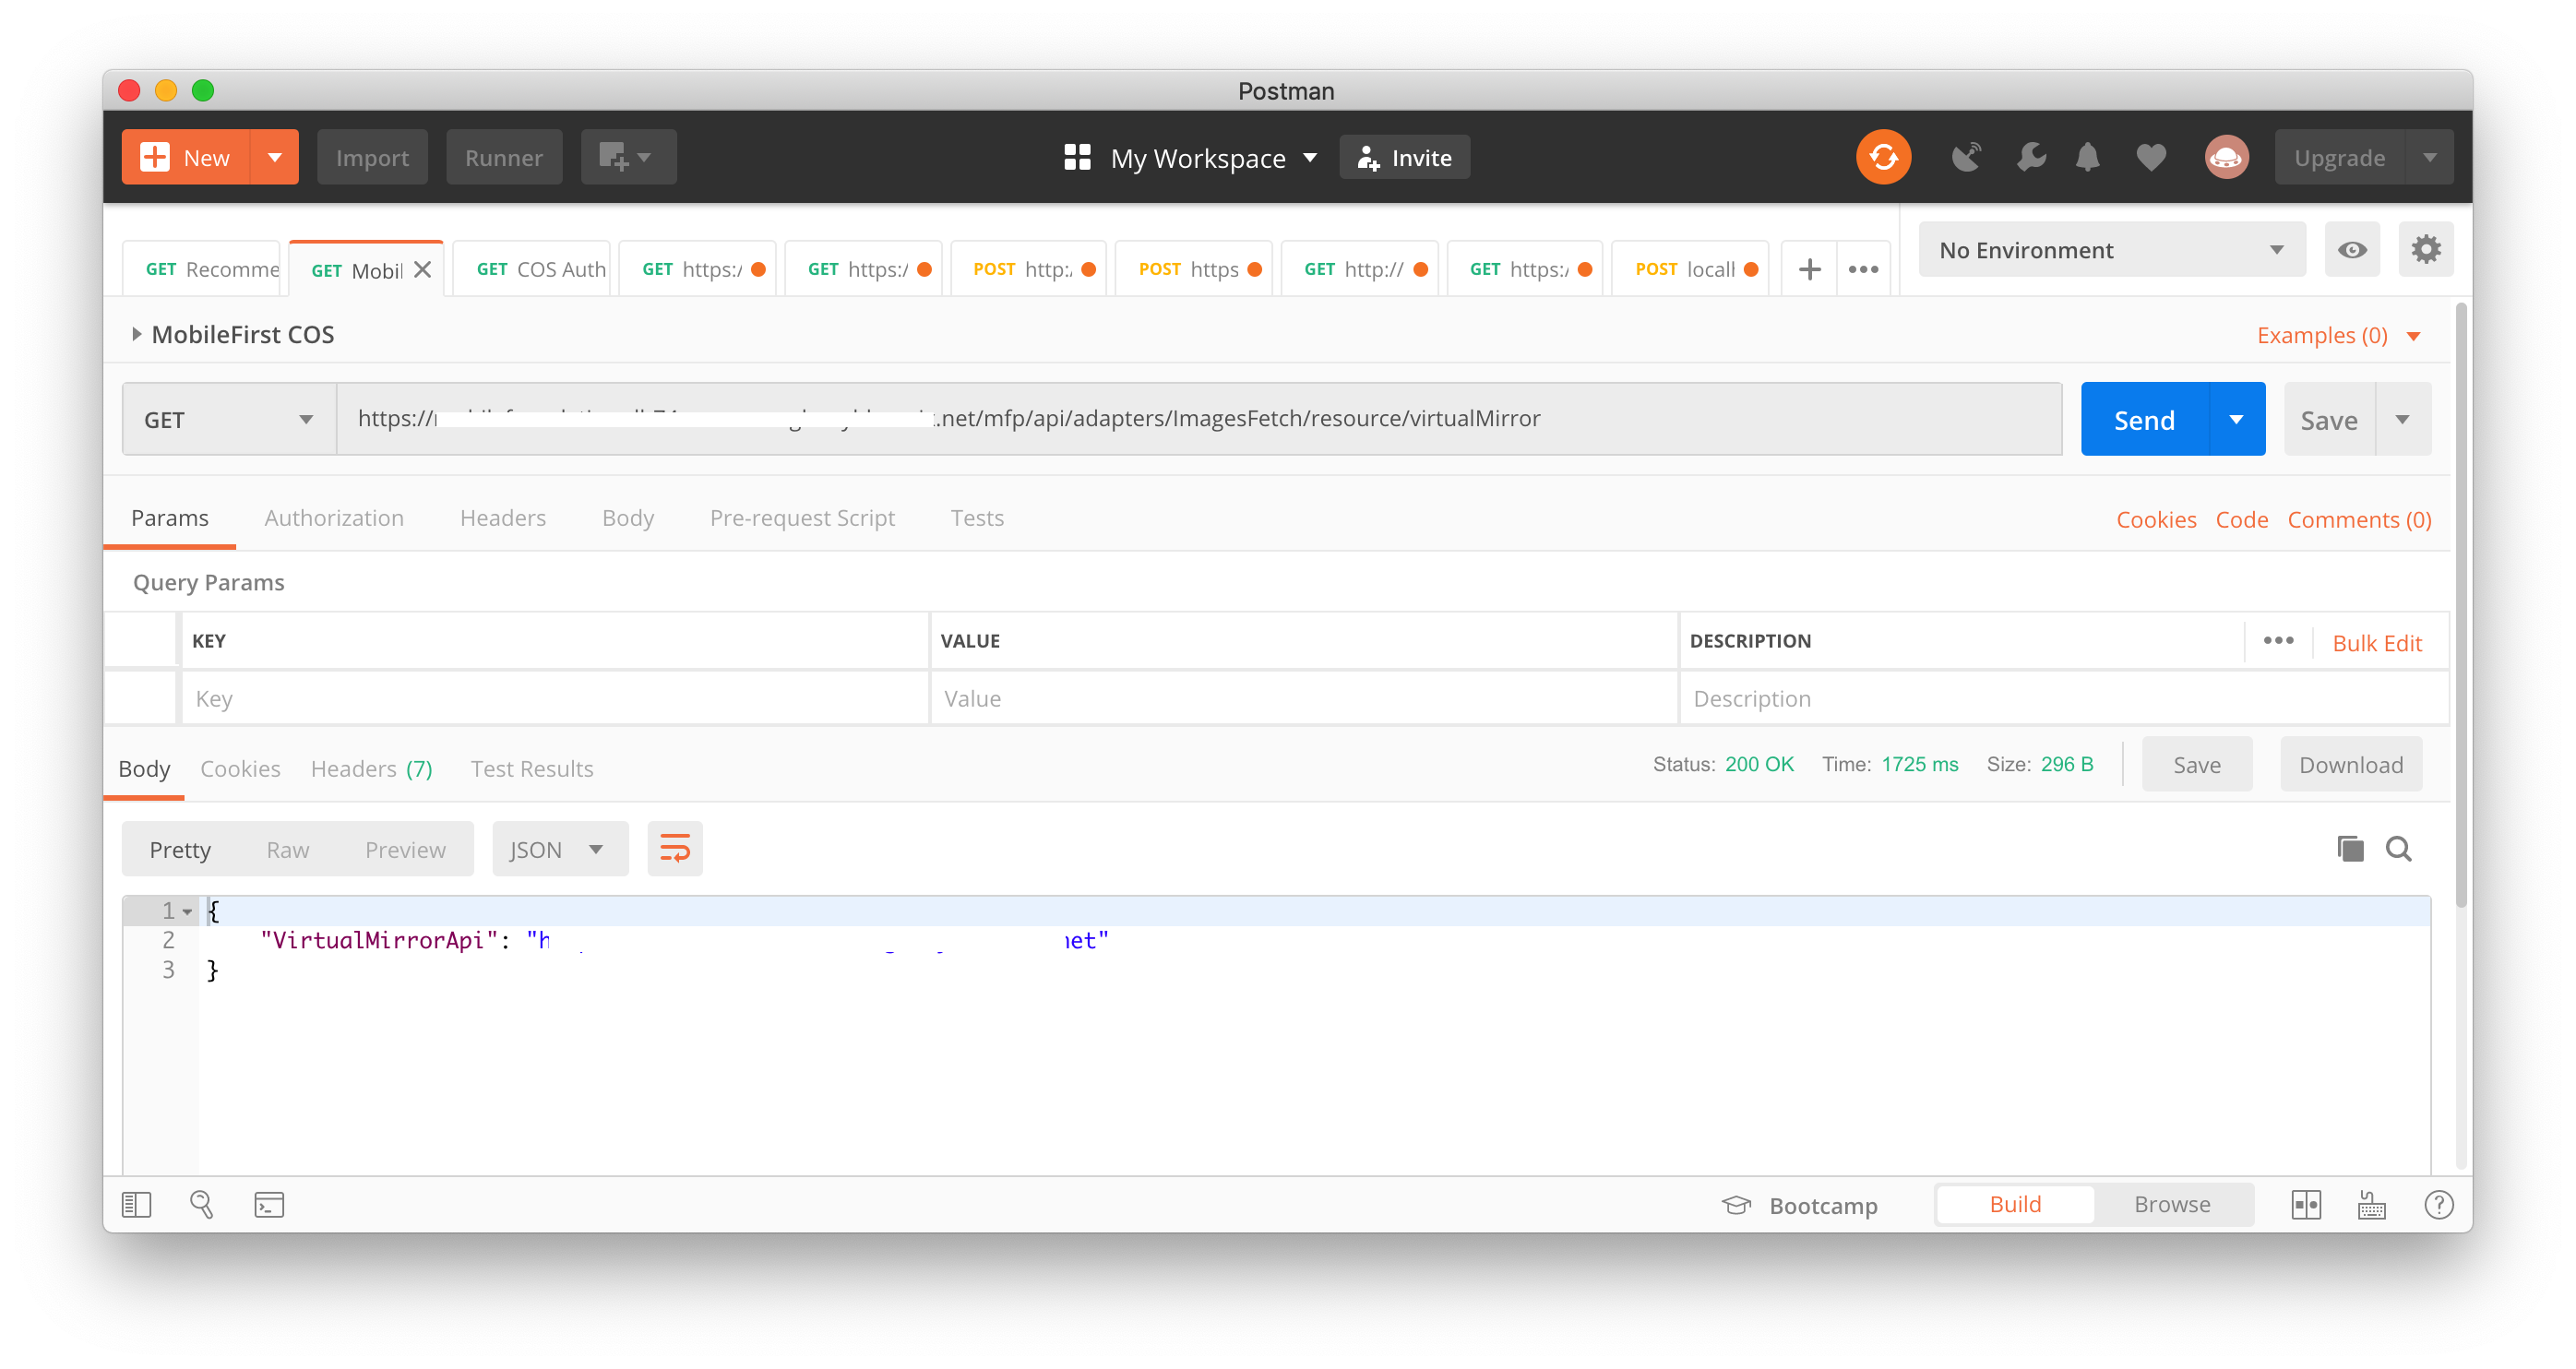 Postman
New Import Runner My Workspace Invite Upgrade
GET Recomme GET Mobil GET COS Auth GET https:/ GET https:/ POST http:/ POST https GET http:// GET https:/ POST locall No Environment
MobileFirst COS Examples (0)
GET https:// .net/mfp/api/adapters/ImagesFetch/resource/virtualMirror Send Save
Params Authorization Headers Body Pre-request Script Tests Cookies Code Comments (0)
Query Params
KEY VALUE DESCRIPTION Bulk Edit
Key Value Description
Body Cookies Headers (7) Test Results Status: 200 OK Time: 1725 ms Size: 296 B Save Download
Pretty Raw Preview JSON
1 {
2 "VirtualMirrorApi": "h net"
3 }
Bootcamp Build Browse